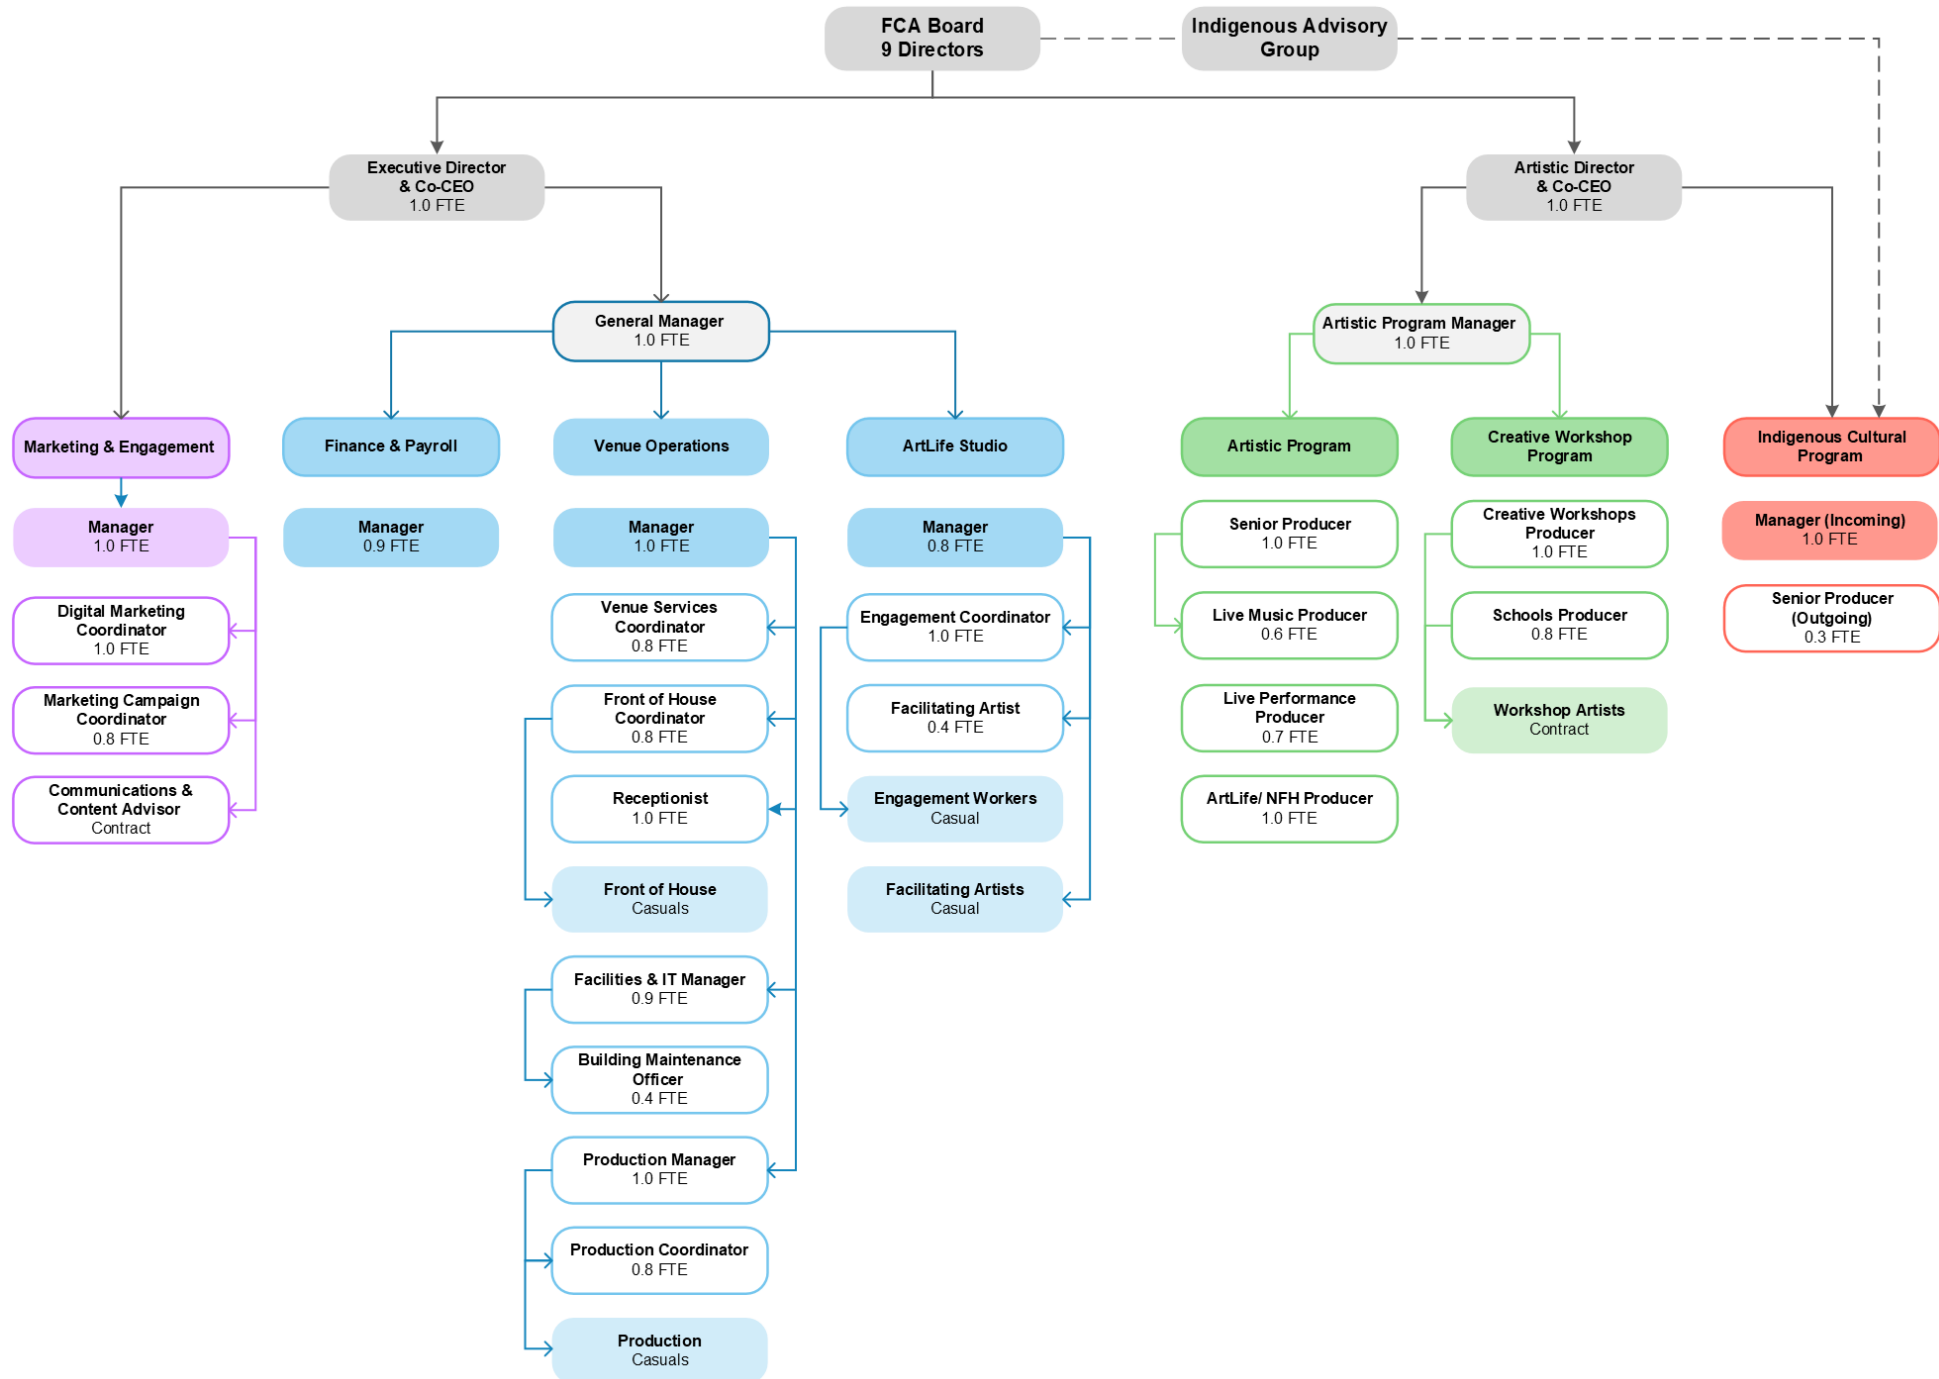 FCA Board
9 Directors
Indigenous Advisory
Group
Executive Director
& Co-CEO
1.0 FTE
Artistic Director
& Co-CEO
1.0 FTE
General Manager
1.0 FTE
Artistic Program Manager
1.0 FTE
Marketing & Engagement
Manager
1.0 FTE
Digital Marketing
Coordinator
1.0 FTE
Marketing Campaign
Coordinator
0.8 FTE
Communications &
Content Advisor
Contract
Finance & Payroll
Manager
0.9 FTE
Venue Operations
Manager
1.0 FTE
Venue Services
Coordinator
0.8 FTE
Front of House
Coordinator
0.8 FTE
Receptionist
1.0 FTE
Front of House
Casuals
Facilities & IT Manager
0.9 FTE
Building Maintenance
Officer
0.4 FTE
Production Manager
1.0 FTE
Production Coordinator
0.8 FTE
Production
Casuals
ArtLife Studio
Manager
0.8 FTE
Engagement Coordinator
1.0 FTE
Facilitating Artist
0.4 FTE
Engagement Workers
Casual
Facilitating Artists
Casual
Artistic Program
Senior Producer
1.0 FTE
Live Music Producer
0.6 FTE
Live Performance
Producer
0.7 FTE
ArtLife/ NFH Producer
1.0 FTE
Creative Workshop
Program
Creative Workshops
Producer
1.0 FTE
Schools Producer
0.8 FTE
Workshop Artists
Contract
Indigenous Cultural
Program
Manager (Incoming)
1.0 FTE
Senior Producer
(Outgoing)
0.3 FTE